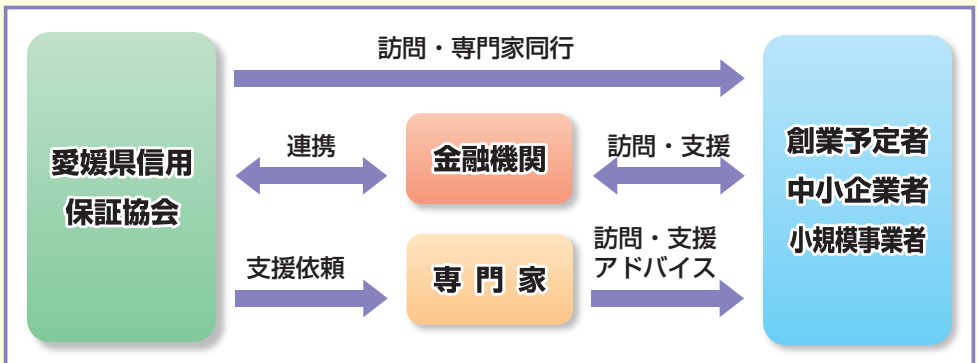 訪問・専門家同行
愛媛県信用
保証協会
連携
金融機関
訪問・支援
創業予定者
中小企業者
小規模事業者
支援依頼
専門家
訪問・支援
アドバイス